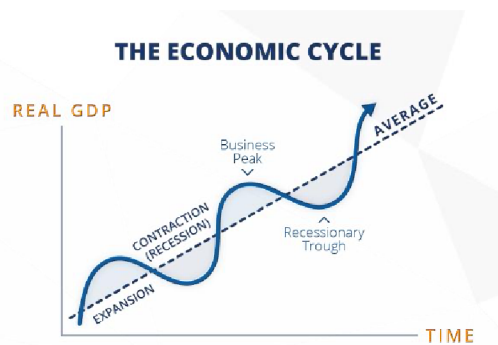 THE ECONOMIC CYCLE
REAL GDP
AVERAGE
Business
Peak
CONTRACTION
(RECESSION)
Recessionary
Trough
EXPANSION
TIME